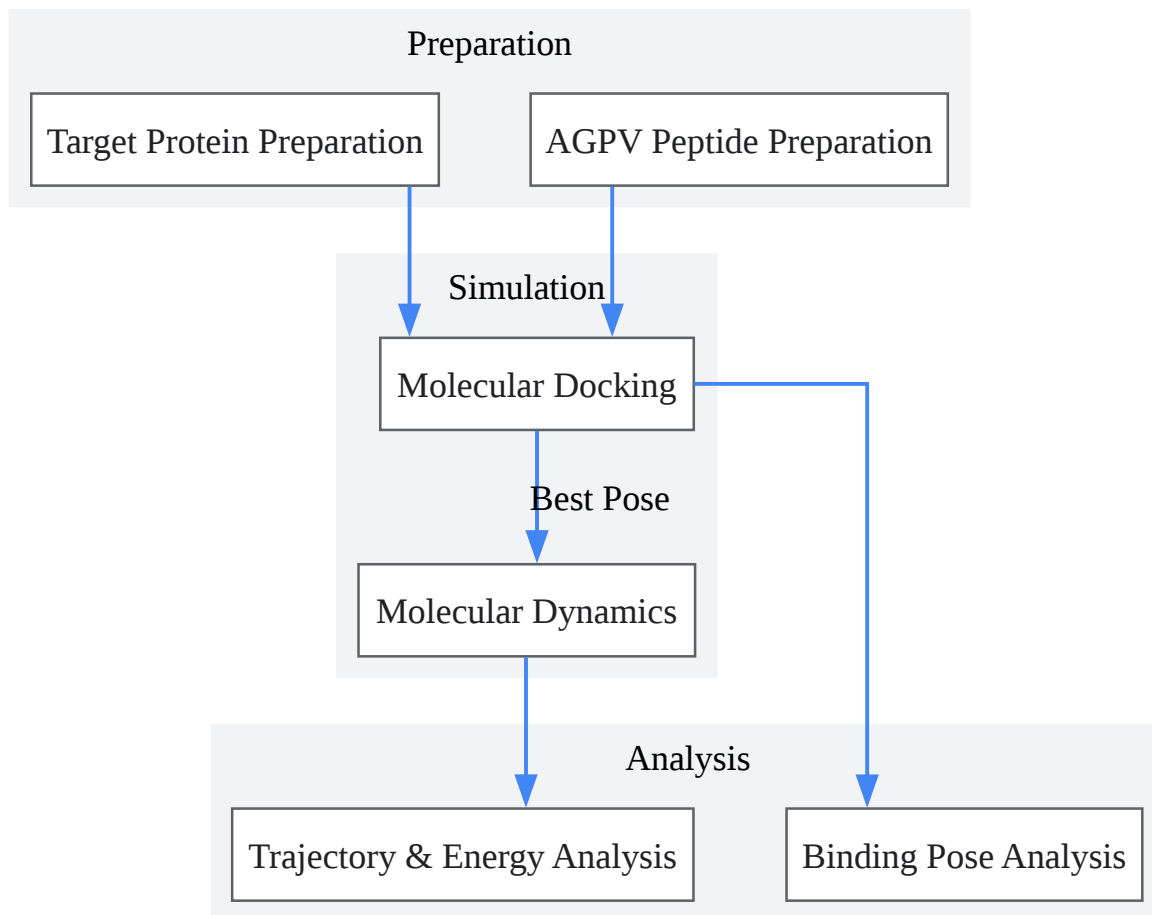 Preparation
Target Protein Preparation
AGPV Peptide Preparation
Simulation
Molecular Docking
Best Pose
Molecular Dynamics
Analysis
Trajectory & Energy Analysis
Binding Pose Analysis